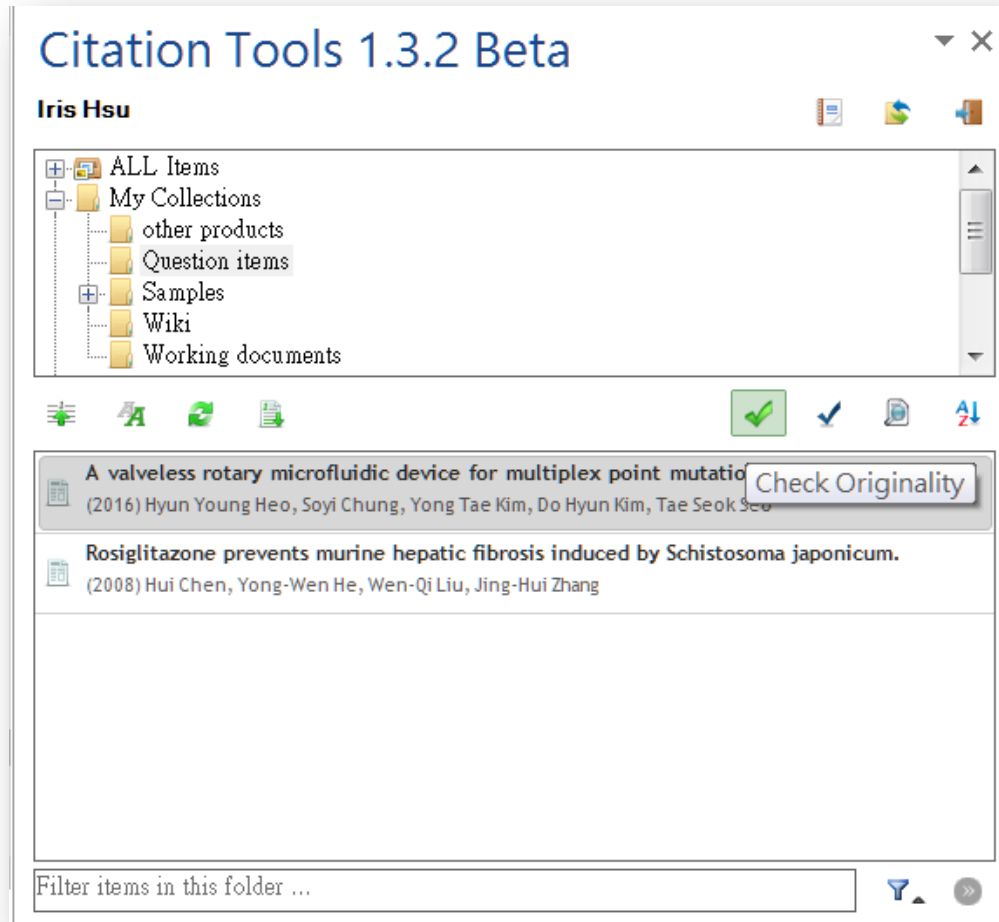 Citation Tools 1.3.2 Beta
Iris Hsu
ALL Items
My Collections
other products
Question items
Samples
Wiki
Working documents
A valveless rotary microfluidic device for multiplex point
Check Originality
(2016) Hyun Young Heo, Soyi Chung, Yong Tae Kim, Do Hyun Kim, Tae Seok Seo
Rosiglitazone prevents murine hepatic fibrosis induced by Schistosoma japonicum.
(2008) Hui Chen, Yong-Wen He, Wen-Qi Liu, Jing-Hui Zhang
Filter items in this folder ...